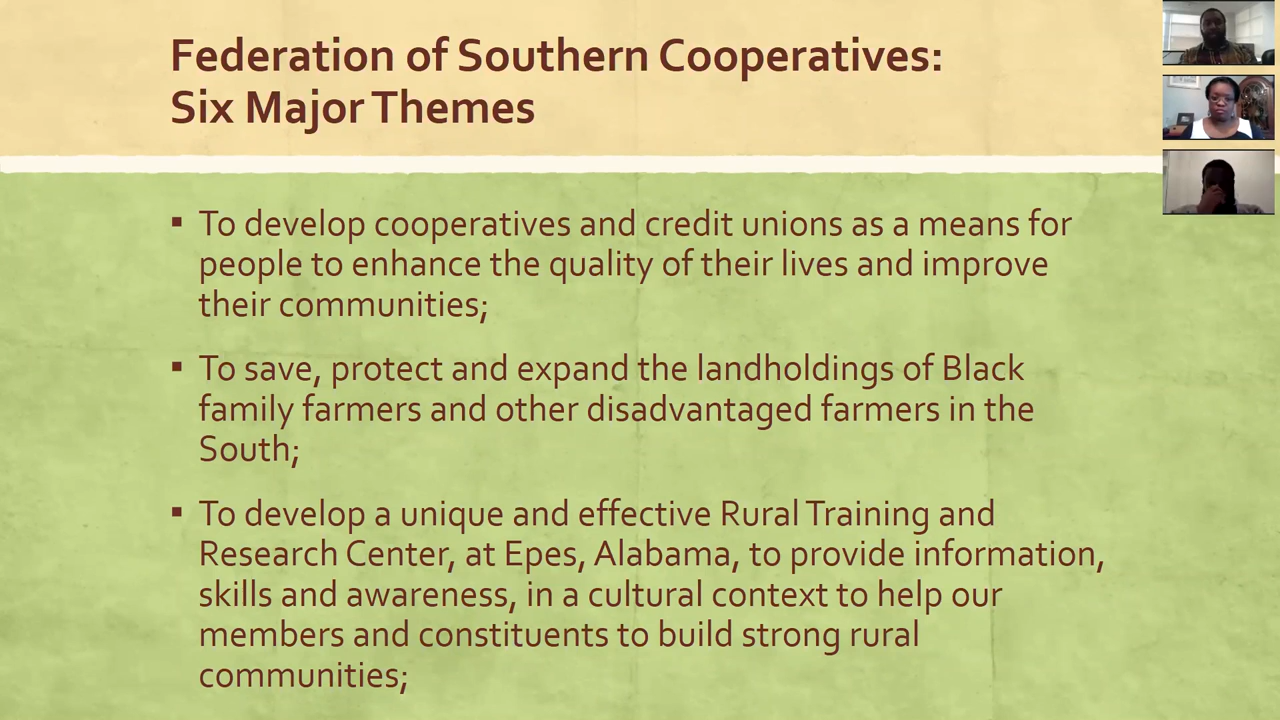 Federation of Southern Cooperatives:
Six Major Themes
▪ To develop cooperatives and credit unions as a means for
people to enhance the quality of their lives and improve
their communities;
▪ To save, protect and expand the landholdings of Black
family farmers and other disadvantaged farmers in the
South;
▪ To develop a unique and effective Rural Training and
Research Center, at Epes, Alabama, to provide information,
skills and awareness, in a cultural context to help our
members and constituents to build strong rural
communities;